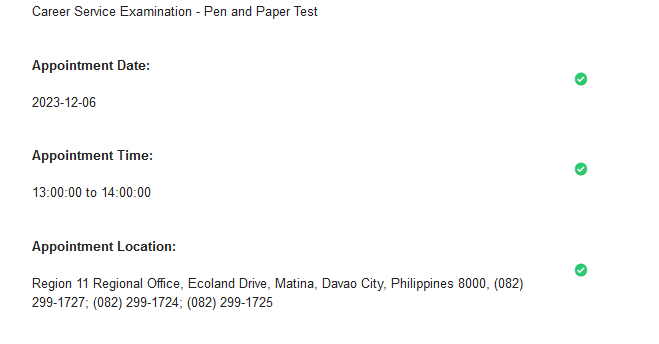 Career Service Examination - Pen and Paper Test
Appointment Date:
2023-12-06
Appointment Time:
13:00:00 to 14:00:00
Appointment Location:
Region 11 Regional Office, Ecoland Drive, Matina, Davao City, Philippines 8000, (082)
299-1727; (082) 299-1724; (082) 299-1725